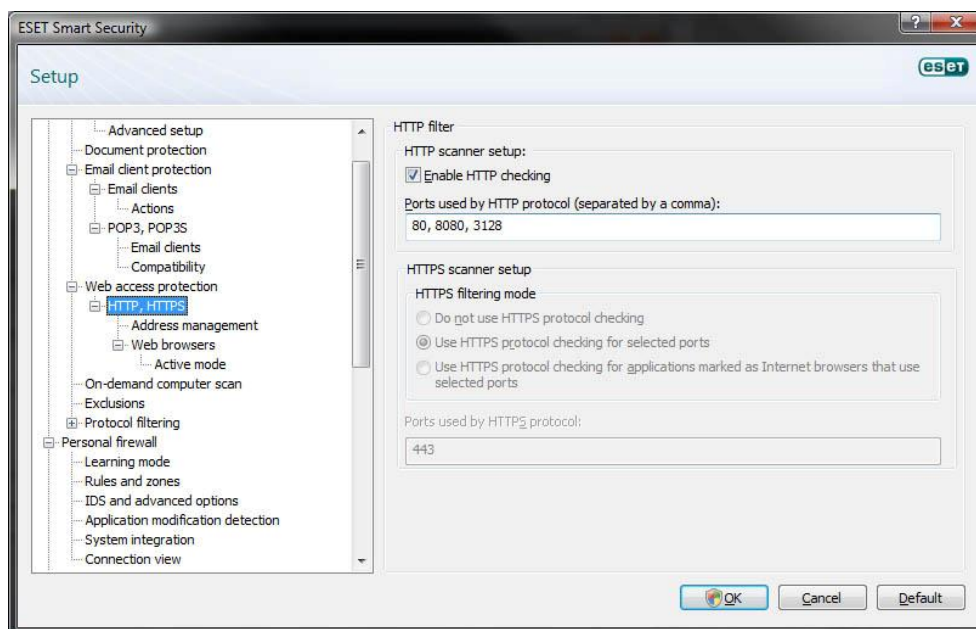 ESET Smart Security
Setup
eset
Advanced setup
Document protection
Email client protection
Email clients
Actions
POP3, POP3S
Email clients
Compatibility
Web access protection
HTTP, HTTPS
Address management
Web browsers
Active mode
On-demand computer scan
Exclusions
Protocol filtering
Personal firewall
Learning mode
Rules and zones
IDS and advanced options
Application modification detection
System integration
Connection view
HTTP filter
HTTP scanner setup:
Enable HTTP checking
Ports used by HTTP protocol (separated by a comma):
80, 8080, 3128
HTTPS scanner setup
HTTPS filtering mode
Do not use HTTPS protocol checking
Use HTTPS protocol checking for selected ports
Use HTTPS protocol checking for applications marked as Internet browsers that use
selected ports
Ports used by HTTPS protocol:
443
OK
Cancel
Default